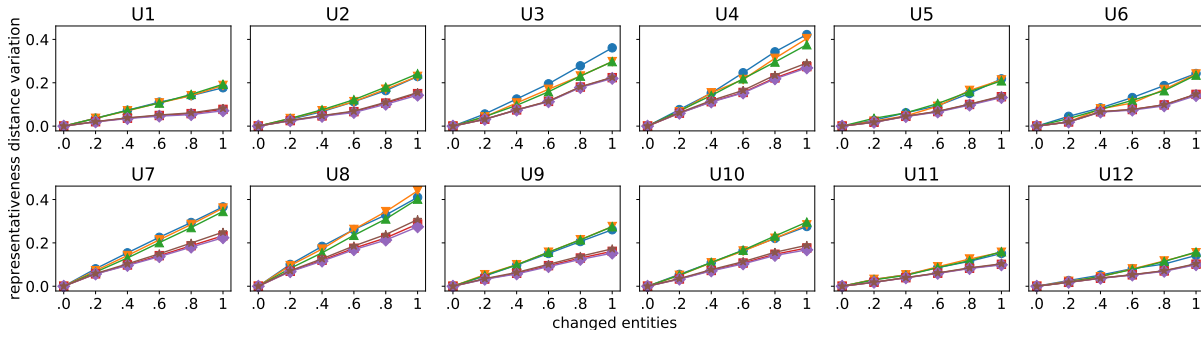 U1 U2 U3 U4 U5 U6
representativeness distance variation
0.4
0.2
0.0
.0 .2 .4 .6 .8 1 .0 .2 .4 .6 .8 1 .0 .2 .4 .6 .8 1 .0 .2 .4 .6 .8 1 .0 .2 .4 .6 .8 1 .0 .2 .4 .6 .8 1
U7 U8 U9 U10 U11 U12
0.4
0.2
0.0
.0 .2 .4 .6 .8 1 .0 .2 .4 .6 .8 1 .0 .2 .4 .6 .8 1 .0 .2 .4 .6 .8 1 .0 .2 .4 .6 .8 1 .0 .2 .4 .6 .8 1
changed entities